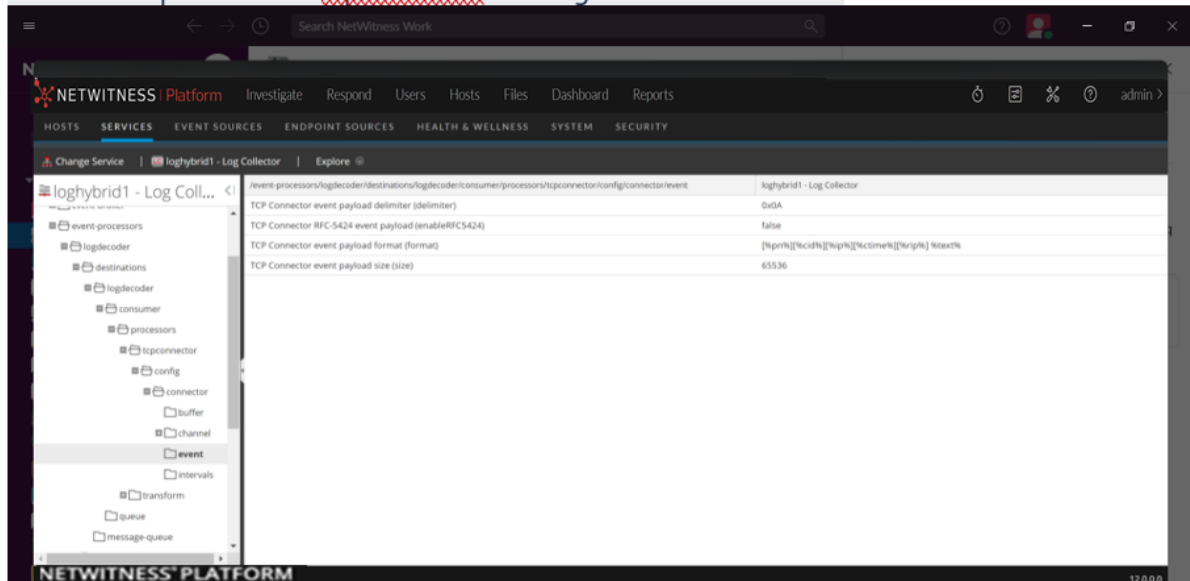 Search NetWitness Work
NETWITNESS | Platform Investigate Respond Users Hosts Files Dashboard Reports admin >
HOSTS SERVICES EVENT SOURCES ENDPOINT SOURCES HEALTH & WELLNESS SYSTEM SECURITY
Change Service | loghybrid1 - Log Collector | Explore
loghybrid1 - Log Coll...
/event-processors/logdecoder/destinations/logdecoder/consumer/processors/tcpconnector/config/connector/event loghybrid1 - Log Collector
TCP Connector event payload delimiter (delimiter) 0x0A
TCP Connector RFC-5424 event payload (enableRFC5424) false
TCP Connector event payload format (format) [%prn%][%cid%][%ip%][%ctime%][%rip%] %text%
TCP Connector event payload size (size) 65536
event-processors
logdecoder
destinations
logdecoder
consumer
processors
tcpconnector
config
connector
buffer
channel
event
intervals
transform
queue
message-queue
NETWITNESS® PLATFORM 12.0.0.0